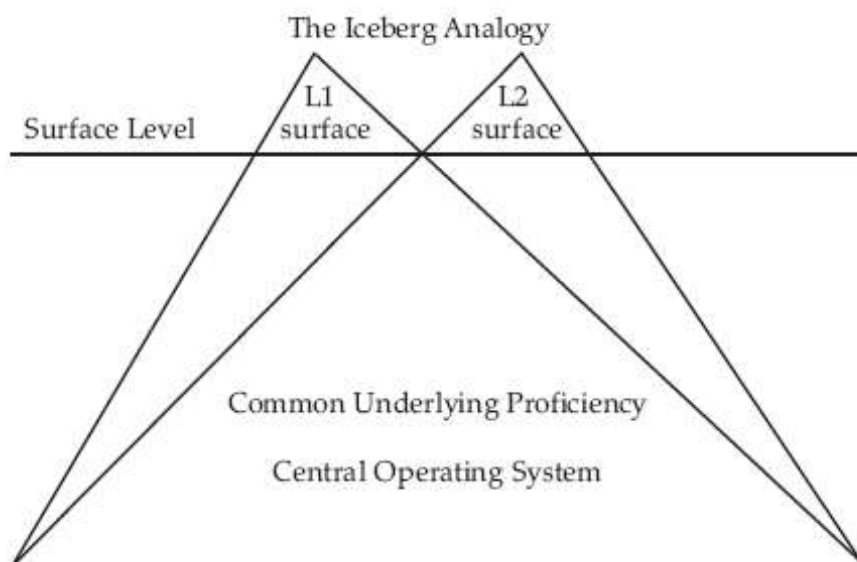 The Iceberg Analogy
L1
surface
L2
surface
Surface Level
Common Underlying Proficiency
Central Operating System